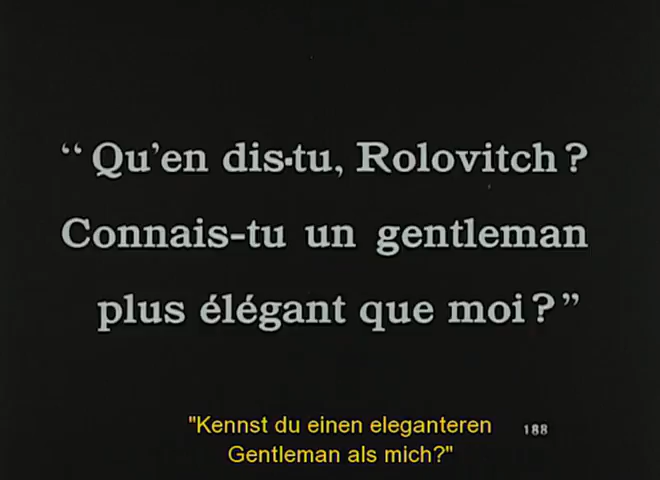 “ Qu'en dis-tu, Rolovitch ?
Connais-tu un gentleman
plus élégant que moi ? ”
"Kennst du einen eleganteren
Gentleman als mich?"
188